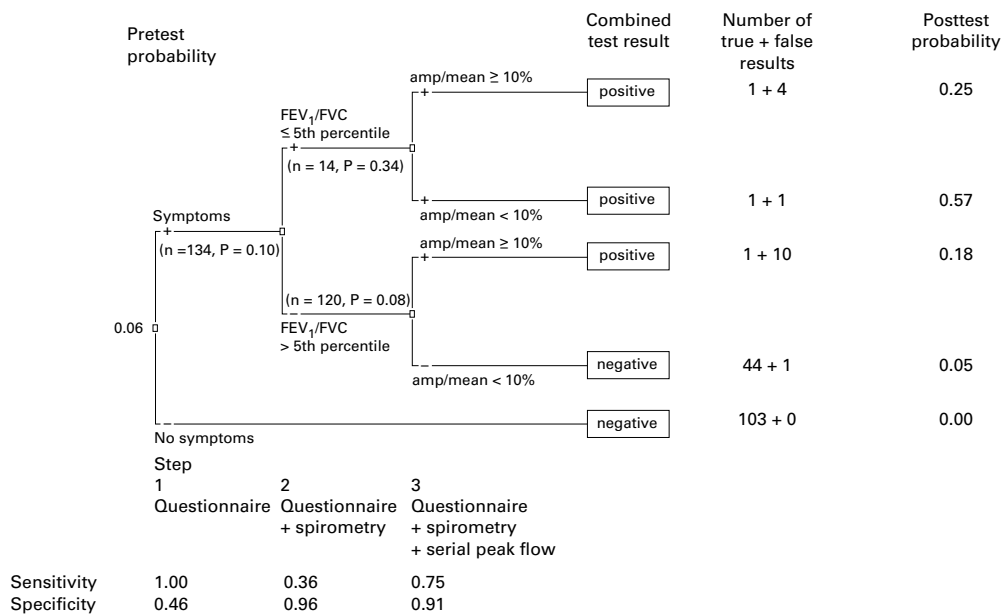 Pretest
probability
Combined
test result
Number of
true + false
results
Posttest
probability
amp/mean ≥ 10%
+
positive
1 + 4
0.25
FEV1/FVC
≤ 5th percentile
+
(n = 14, P = 0.34)
+
positive
1 + 1
0.57
amp/mean < 10%
Symptoms
+
(n =134, P = 0.10)
amp/mean ≥ 10%
+
positive
1 + 10
0.18
(n = 120, P = 0.08)
––
FEV1/FVC
> 5th percentile
0.06
––
negative
44 + 1
0.05
amp/mean < 10%
––
negative
103 + 0
0.00
No symptoms
Step
1 2 3
Questionnaire Questionnaire Questionnaire
+ spirometry + spirometry
+ serial peak flow
Sensitivity 1.00 0.36 0.75
Specificity 0.46 0.96 0.91